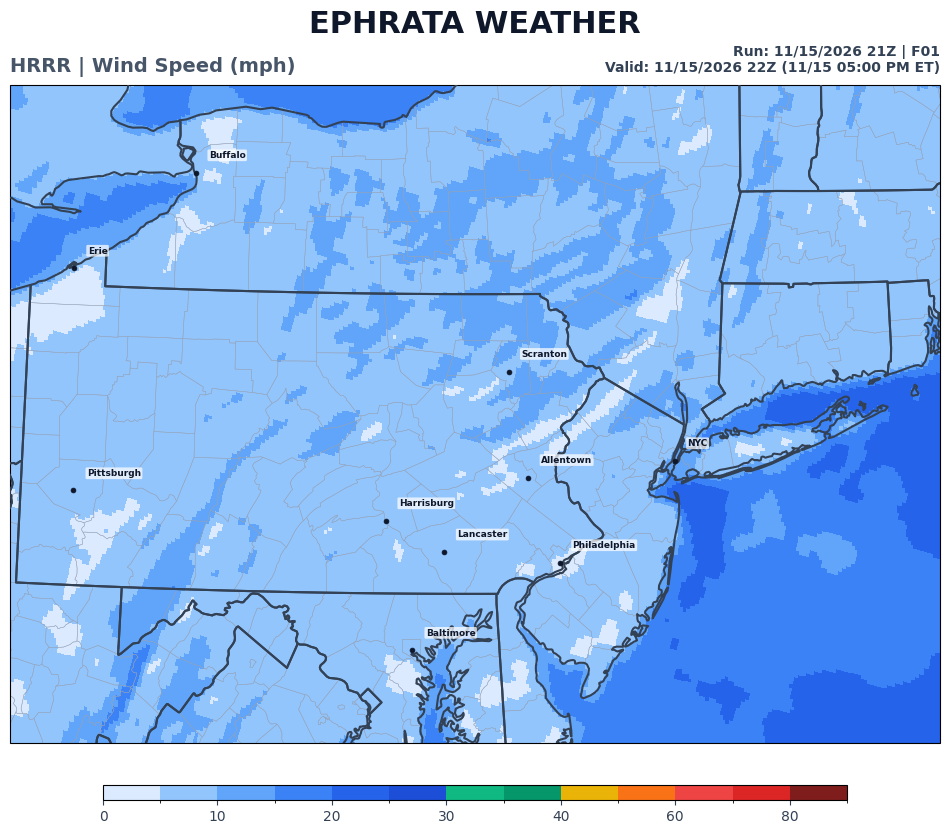 EPHRATA WEATHER
HRRR | Wind Speed (mph)
Run: 11/15/2026 21Z | F01
Valid: 11/15/2026 22Z (11/15 05:00 PM ET)
Buffalo
Erie
Scranton
NYC
Allentown
Pittsburgh
Harrisburg
Lancaster
Philadelphia
Baltimore
0 10 20 30 40 50 60 70 80